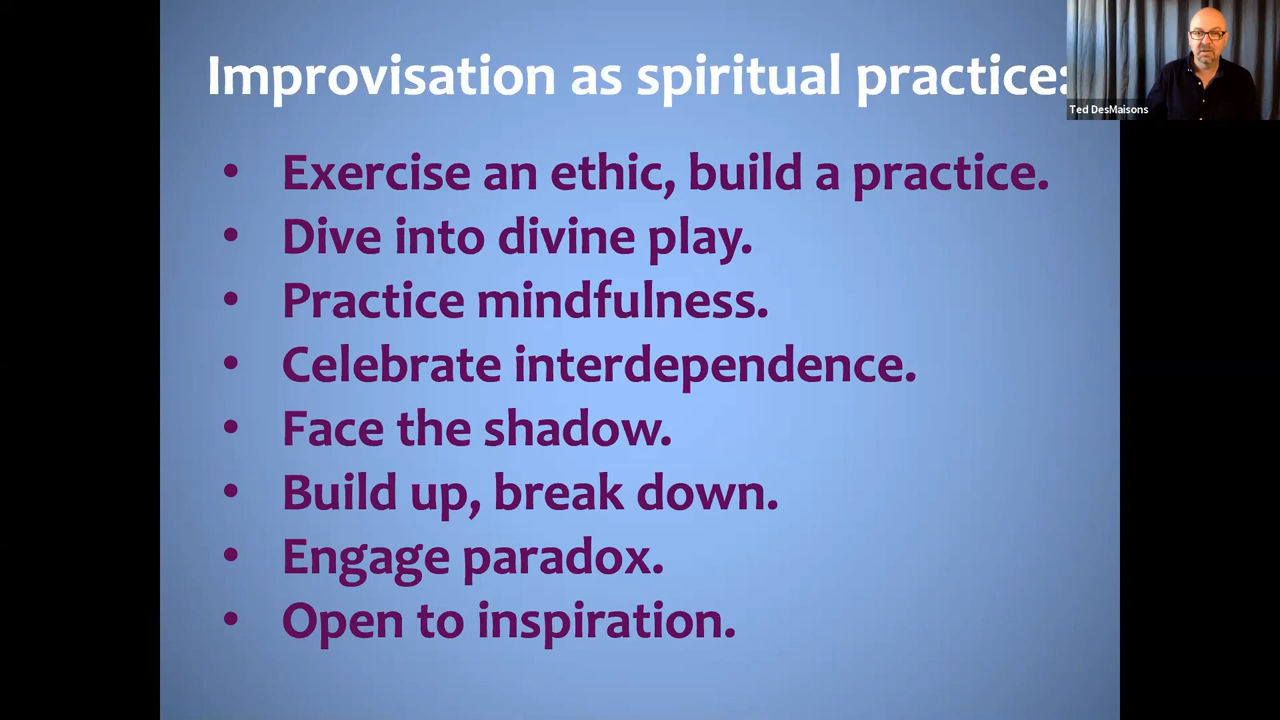 Improvisation as spiritual practice:
Ted DesMaisons
• Exercise an ethic, build a practice.
• Dive into divine play.
• Practice mindfulness.
• Celebrate interdependence.
• Face the shadow.
• Build up, break down.
• Engage paradox.
• Open to inspiration.